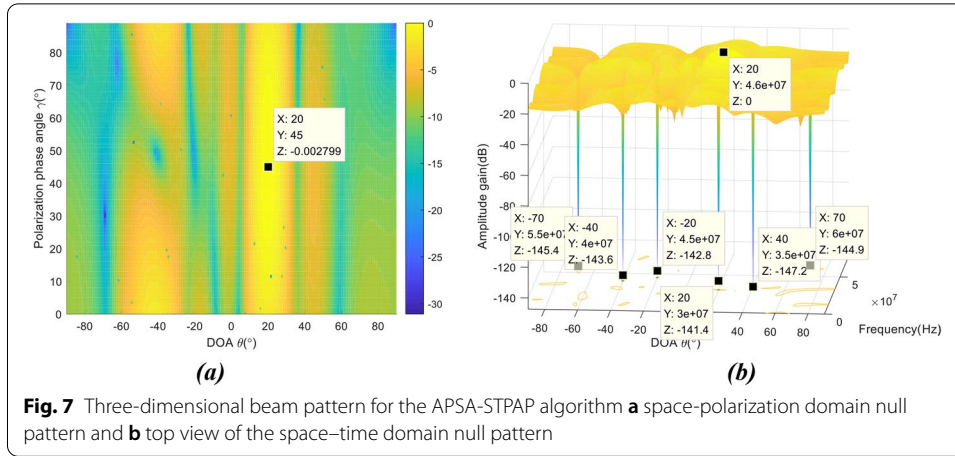 80
70
60
50
40
30
20
10
0
Polarization phase angle γ(°)
X: 20
Y: 45
Z: -0.002799
-80 -60 -40 -20 0 20 40 60 80
DOA θ(°)
0
-5
-10
-15
-20
-25
-30
(a)
0
-20
-40
-60
-80
-100
-120
-140
Amplitude gain(dB)
X: 20
Y: 4.6e+07
Z: 0
X: -70
Y: 5.5e+07
Z: -145.4
X: -40
Y: 4e+07
Z: -143.6
X: -20
Y: 4.5e+07
Z: -142.8
X: 20
Y: 3e+07
Z: -141.4
X: 40
Y: 3.5e+07
Z: -147.2
X: 70
Y: 6e+07
Z: -144.9
-80 -60 -40 -20 0 40 60 80
DOA θ(°)
0
5
×10⁷
Frequency(Hz)
(b)
Fig. 7 Three-dimensional beam pattern for the APSA-STPAP algorithm a space-polarization domain null
pattern and b top view of the space–time domain null pattern